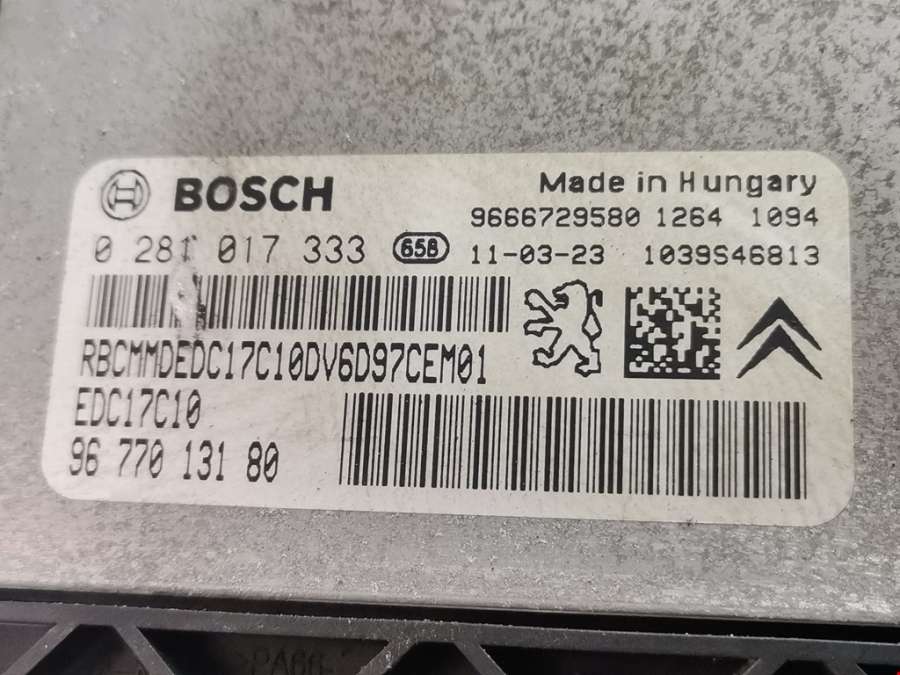 BOSCH
Made in Hungary
9666729580 1264 1094
0 281 017 333 65B 11-03-23 1039S46813
RBCMMDEDC17C10DV6D97CEM01
EDC17C10
96 770 131 80